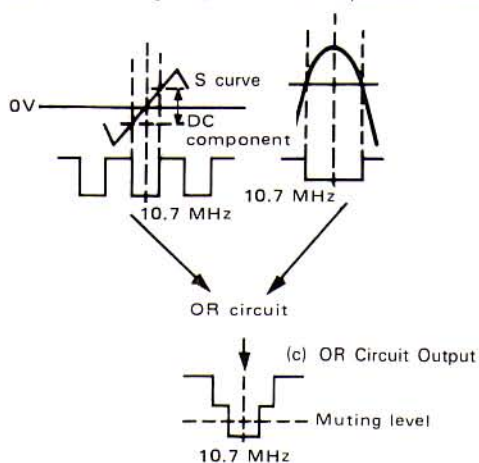 S curve
0V
DC
component
10.7 MHz
10.7 MHz
OR circuit
(c) OR Circuit Output
Muting level
10.7 MHz